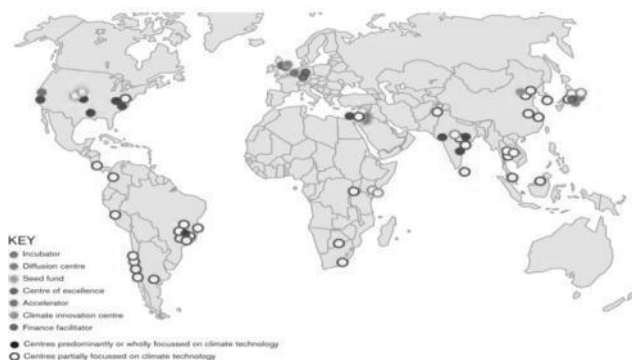 KEY
Incubator
Diffusion centre
Seed fund
Centre of excellence
Accelerator
Climate innovation centre
Finance facilitator
Centres predominantly or wholly focussed on climate technology
Centres partially focussed on climate technology